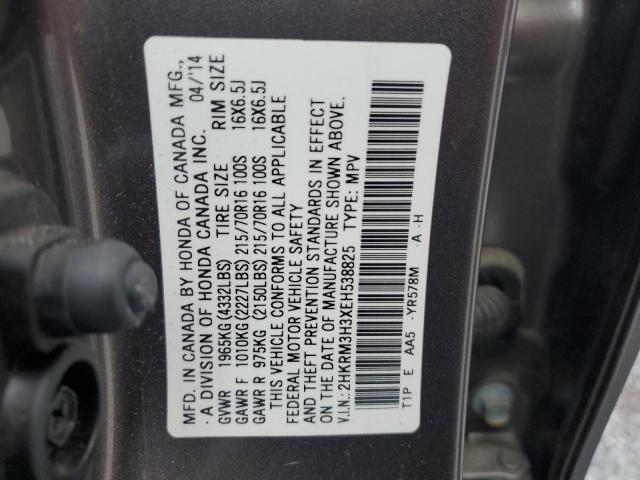 MFD. IN CANADA BY HONDA OF CANADA MFG.,
A DIVISION OF HONDA CANADA INC. 04/'14
GVWR 1965KG(4332LBS) TIRE SIZE RIM SIZE
GAWR F 1010KG(2227LBS)215/70R16 100S 16X6.5J
GAWR R 975KG (2150LBS)215/70R16 100S 16X6.5J
THIS VEHICLE CONFORMS TO ALL APPLICABLE
FEDERAL MOTOR VEHICLE SAFETY
AND THEFT PREVENTION STANDARDS IN EFFECT
ON THE DATE OF MANUFACTURE SHOWN ABOVE.
V.I.N.:2HKRM3H3XEH538825 TYPE: MPV
T1P E AA5 -YR578M -A -H